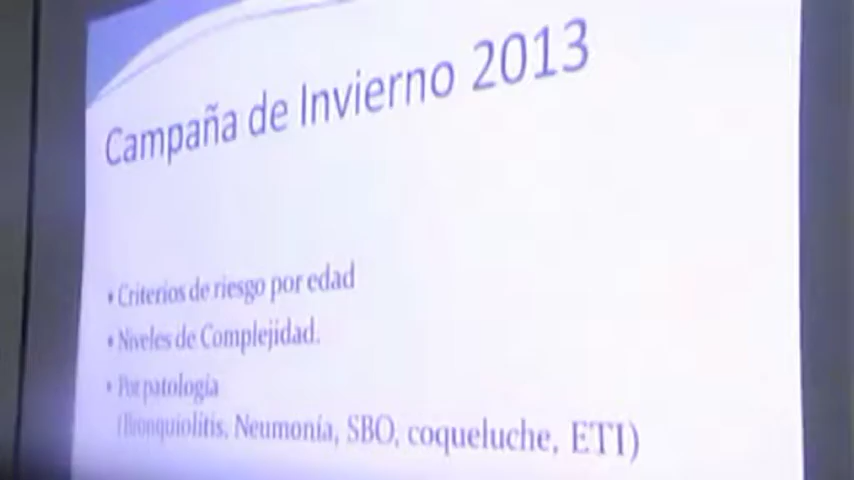 Campaña de Invierno 2013
• Criterios de riesgo por edad
• Niveles de Complejidad.
• Por patología
(Bronquiolitis, Neumonía, SBO, coqueluche, ETI)